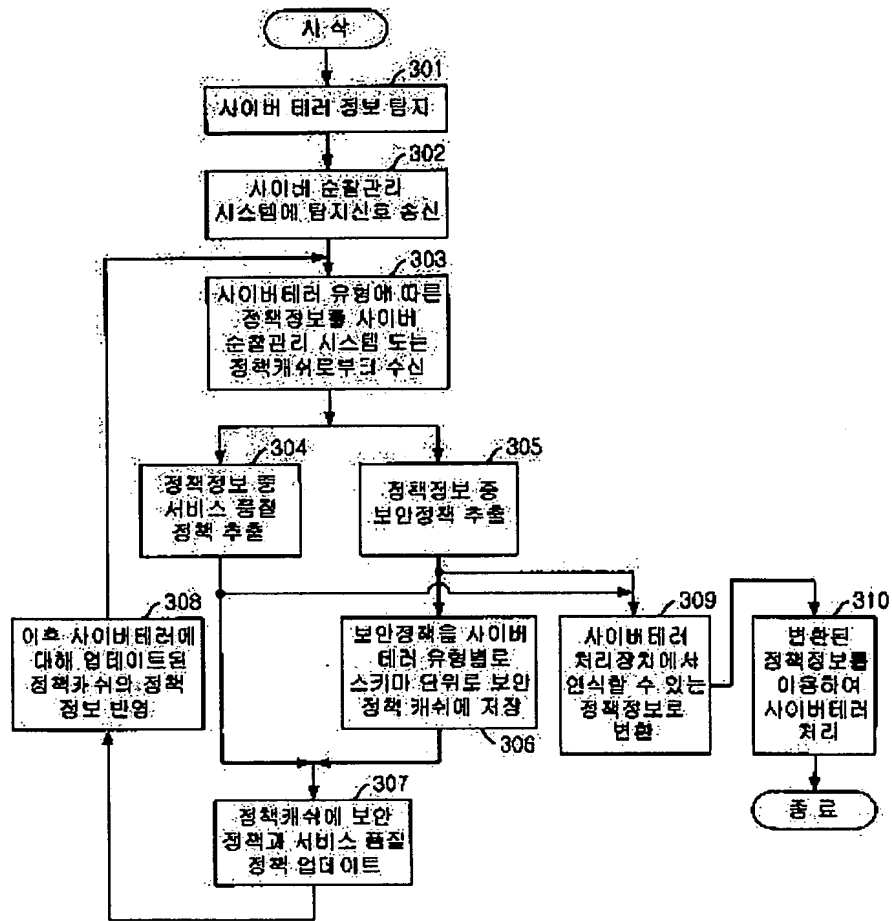 시 작
301
사이버 테러 정보 탐지
302
사이버 순찰관리
시스템에 탐지신호 송신
303
사이버테러 유형에 따른
정책정보를 사이버
순찰관리 시스템 또는
정책캐쉬로부터 수신
304
정책정보 중
서비스 품질
정책 추출
305
정책정보 중
보안정책 추출
308
이후 사이버테러에
대해 업데이트된
정책캐쉬의 정책
정보 반영
보안정책을 사이버
테러 유형별로
스키마 단위로 보안
정책 캐쉬에 저장
306
309
사이버테러
처리장치에서
인식할 수 있는
정책정보로
변환
310
변환된
정책정보를
이용하여
사이버테러
처리
307
정책캐쉬에 보안
정책과 서비스 품질
정책 업데이트
종 료